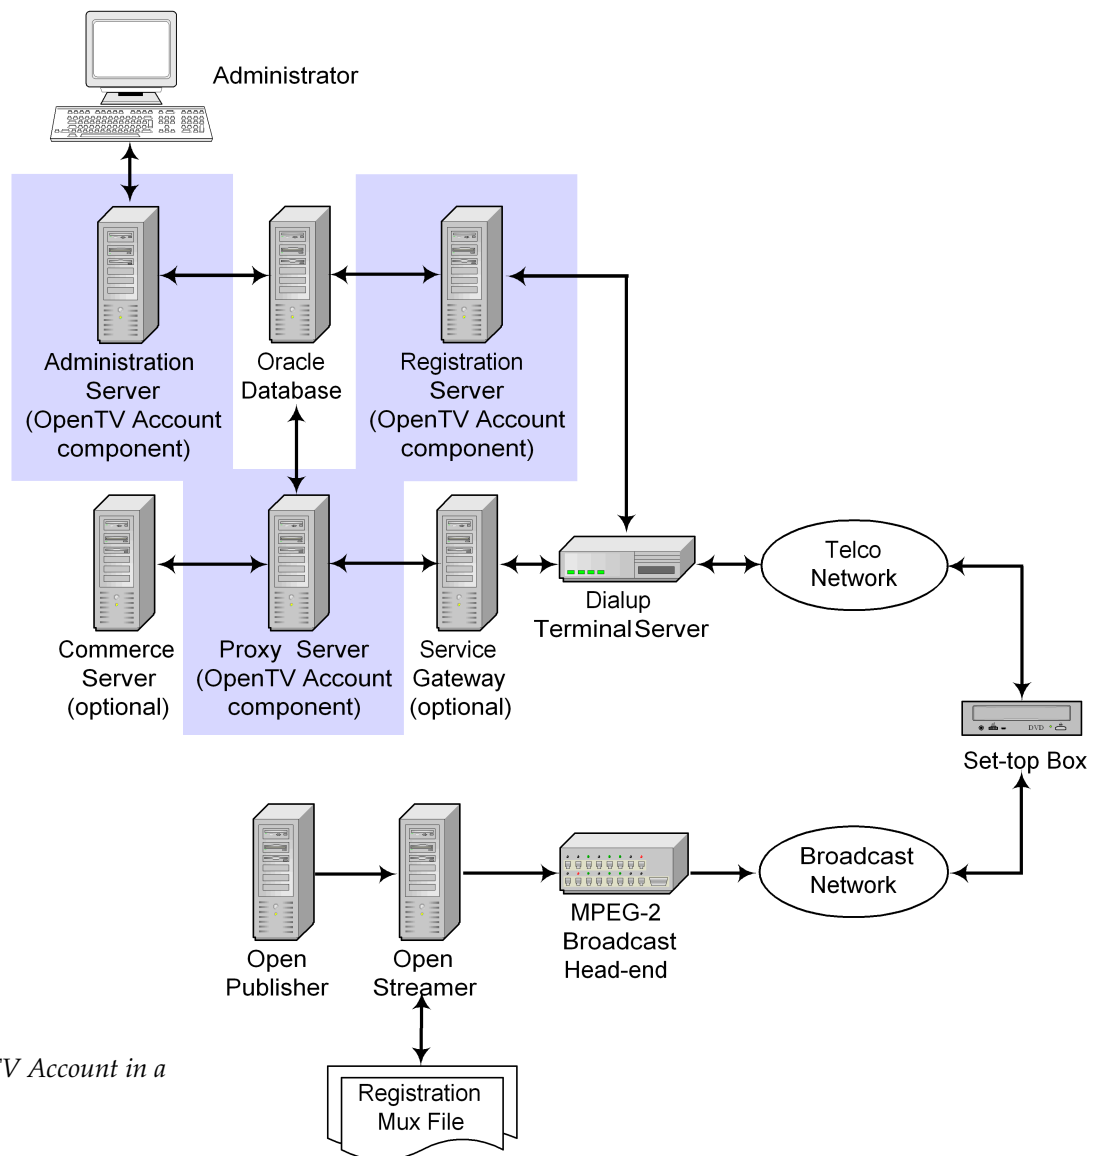 Administrator
Administration
Server
(OpenTV Account
component)
Oracle
Database
Registration
Server
(OpenTV Account
component)
Commerce
Server
(optional)
Proxy Server
(OpenTV Account
component)
Service
Gateway
(optional)
Dialup
Terminal Server
Telco
Network
DVD
Set-top Box
Open
Publisher
Open
Streamer
MPEG-2
Broadcast
Head-end
Broadcast
Network
TV Account in a
Registration
Mux File